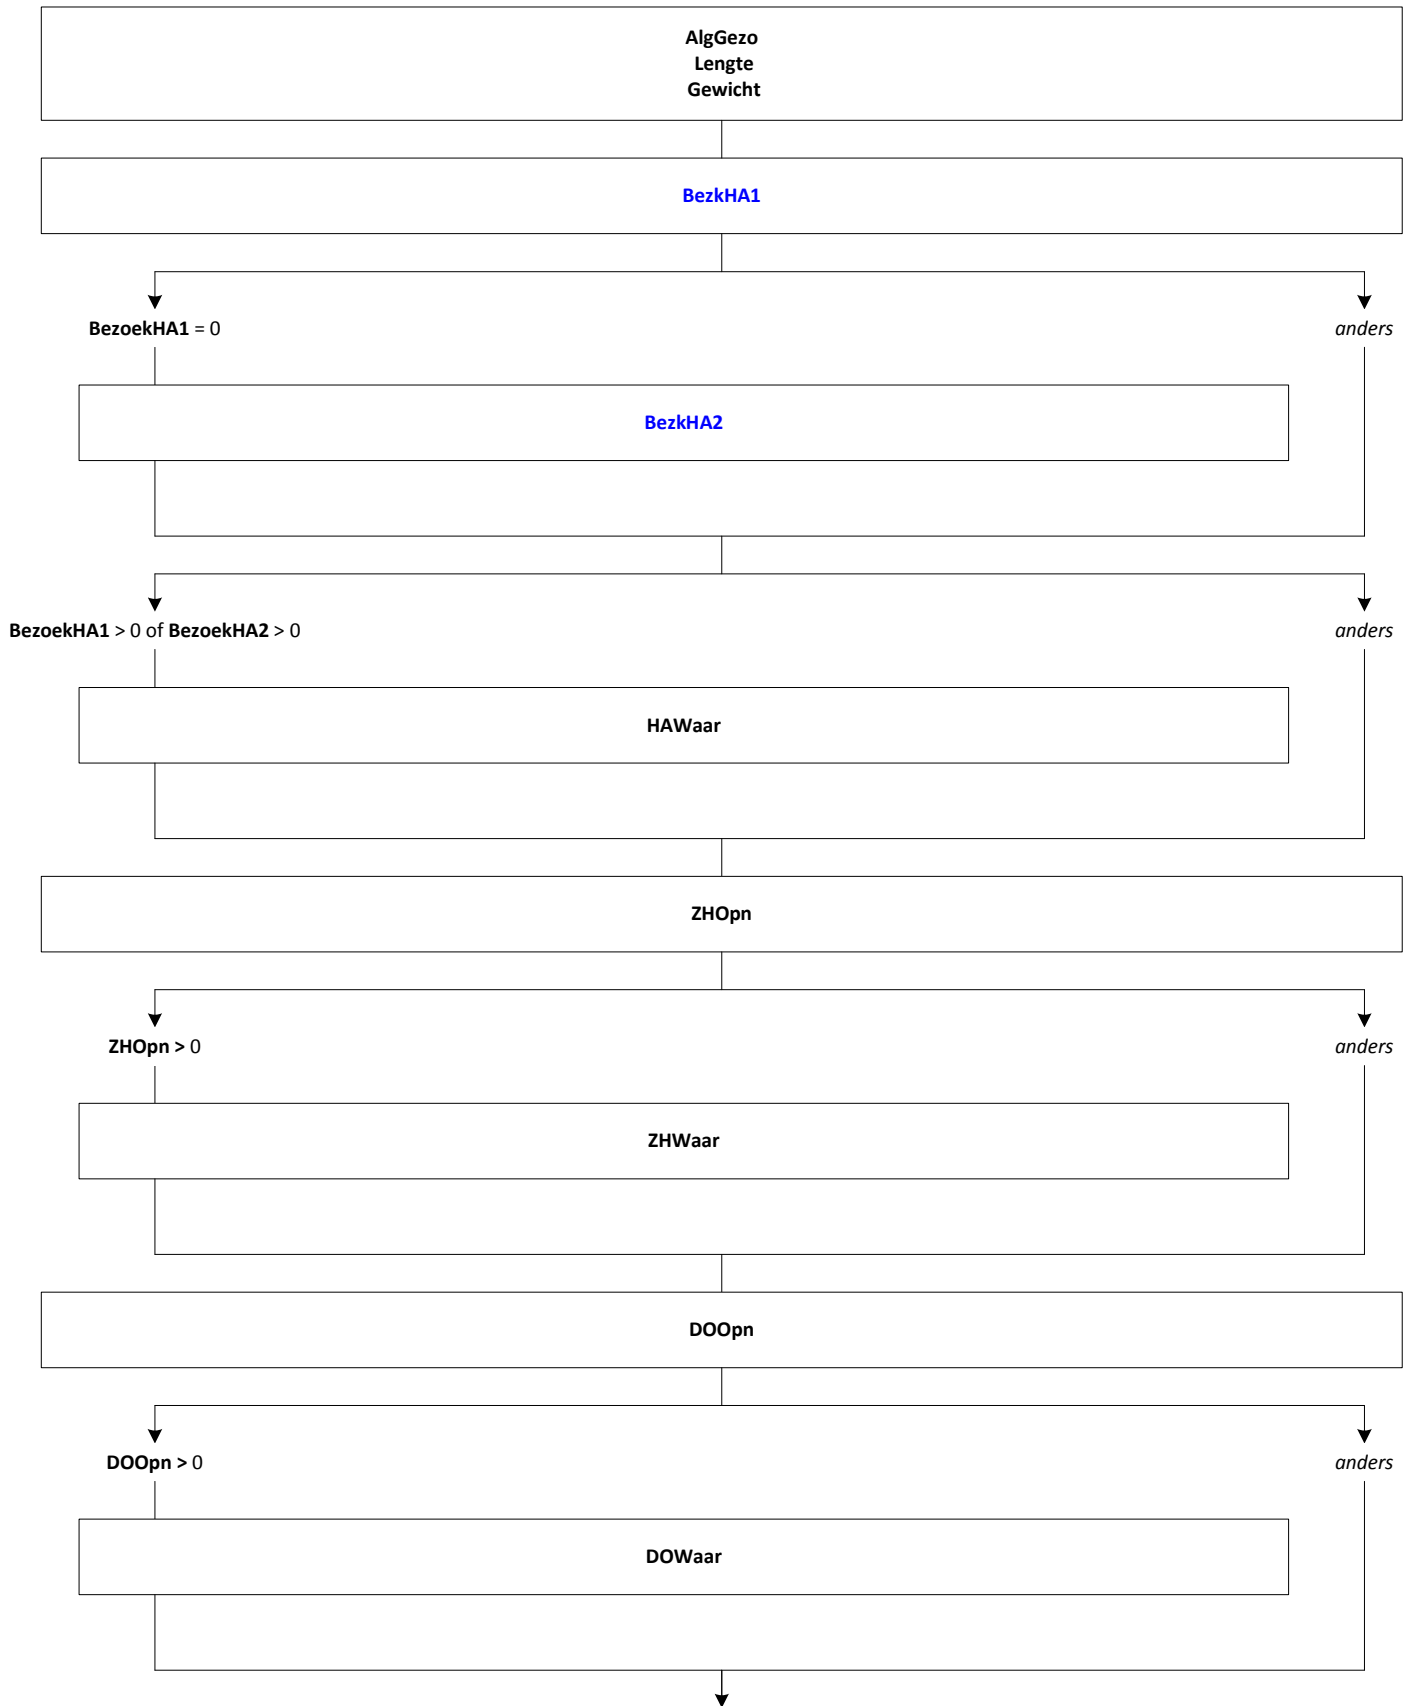 AlgGezo
Lengte
Gewicht
BezkHA1
BezoekHA1 = 0
anders
BezkHA2
BezoekHA1 > 0 of BezoekHA2 > 0
anders
HAWaar
ZHOpn
ZHOpn > 0
anders
ZHWaar
DOOpn
DOOpn > 0
anders
DOWaar